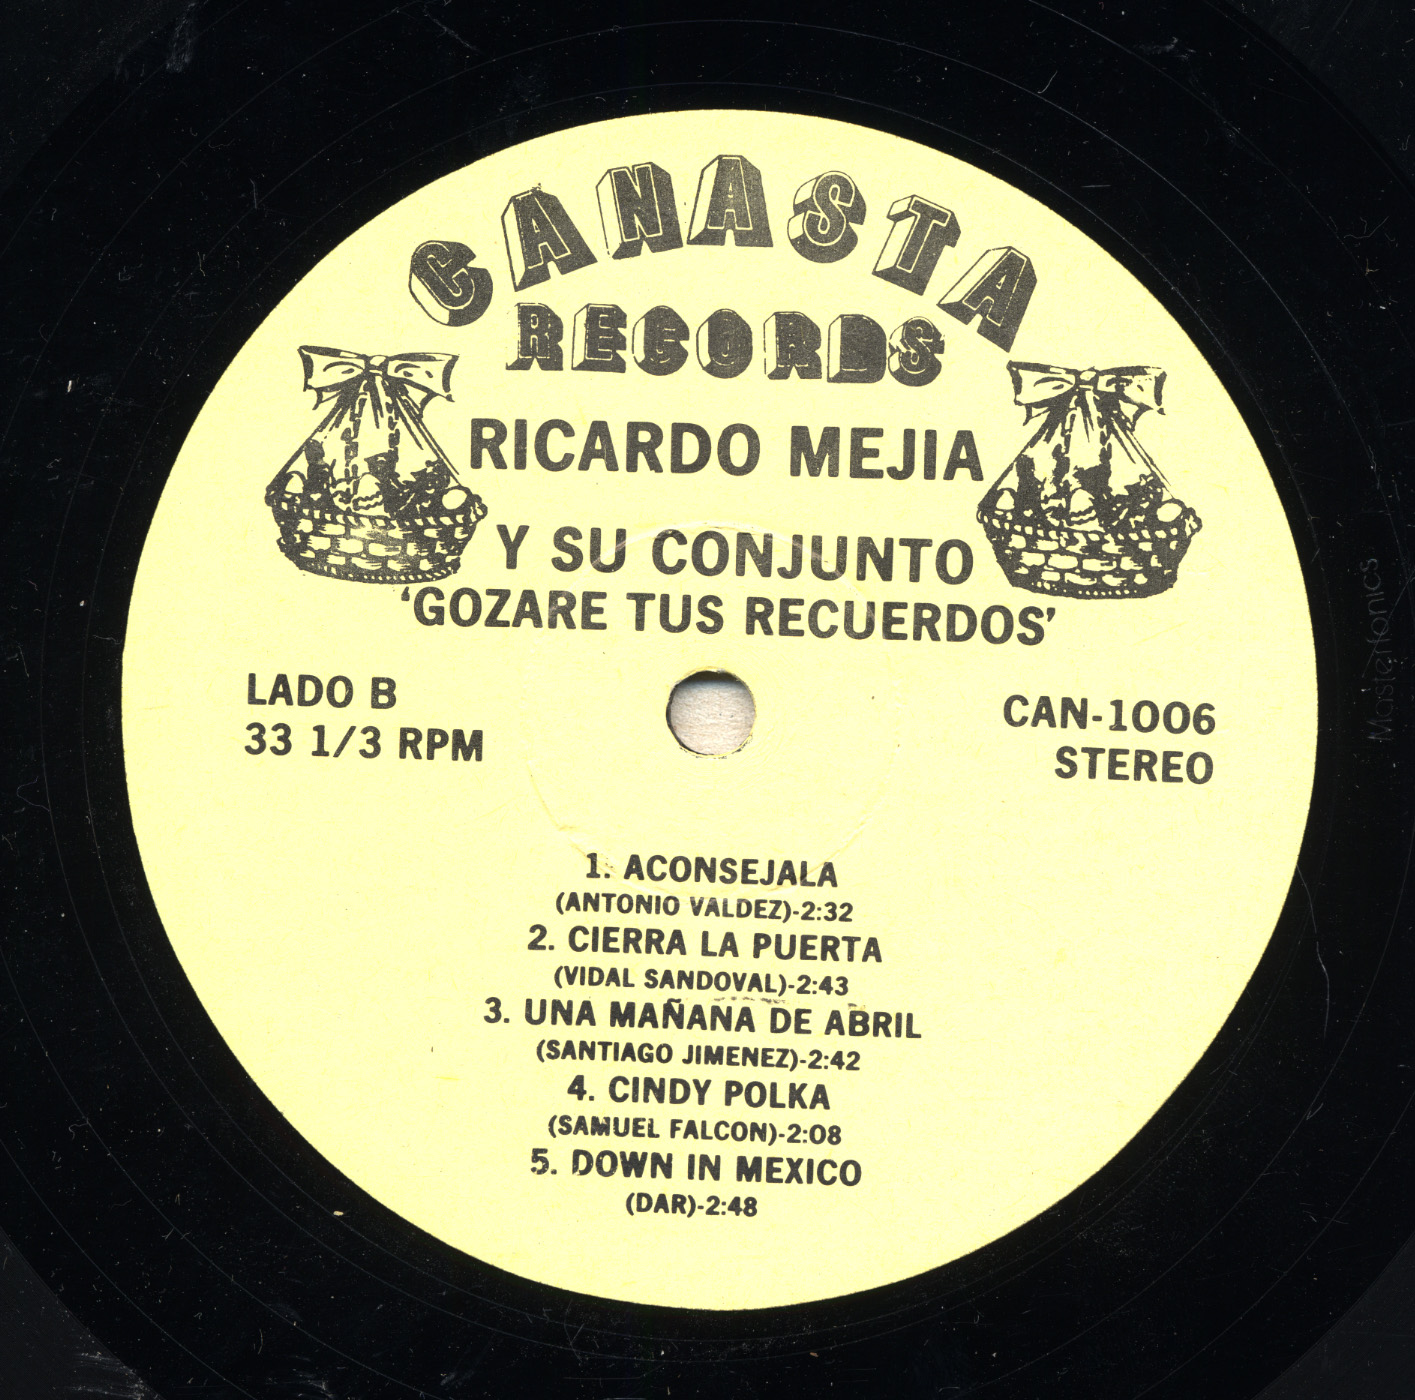 CANASTA
RECORDS
RICARDO MEJIA
Y SU CONJUNTO
'GOZARE TUS RECUERDOS'
LADO B
33 1/3 RPM
CAN-1006
STEREO
1. ACONSEJALA
(ANTONIO VALDEZ)-2:32
2. CIERRA LA PUERTA
(VIDAL SANDOVAL)-2:43
3. UNA MAÑANA DE ABRIL
(SANTIAGO JIMENEZ)-2:42
4. CINDY POLKA
(SAMUEL FALCON)-2:08
5. DOWN IN MEXICO
(DAR)-2:48
Masterfonics